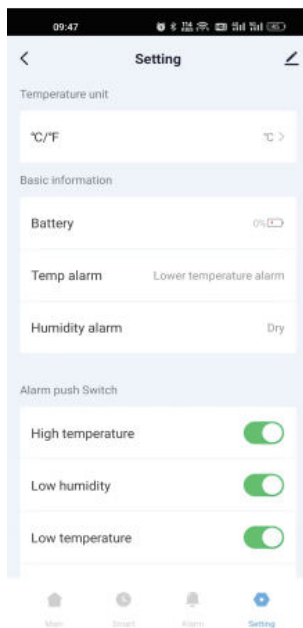 09:47
Setting
Temperature unit
℃/℉
℃
Basic information
Battery
0%
Temp alarm
Lower temperature alarm
Humidity alarm
Dry
Alarm push Switch
High temperature
Low humidity
Low temperature
Main
Smart
Alarm
Setting